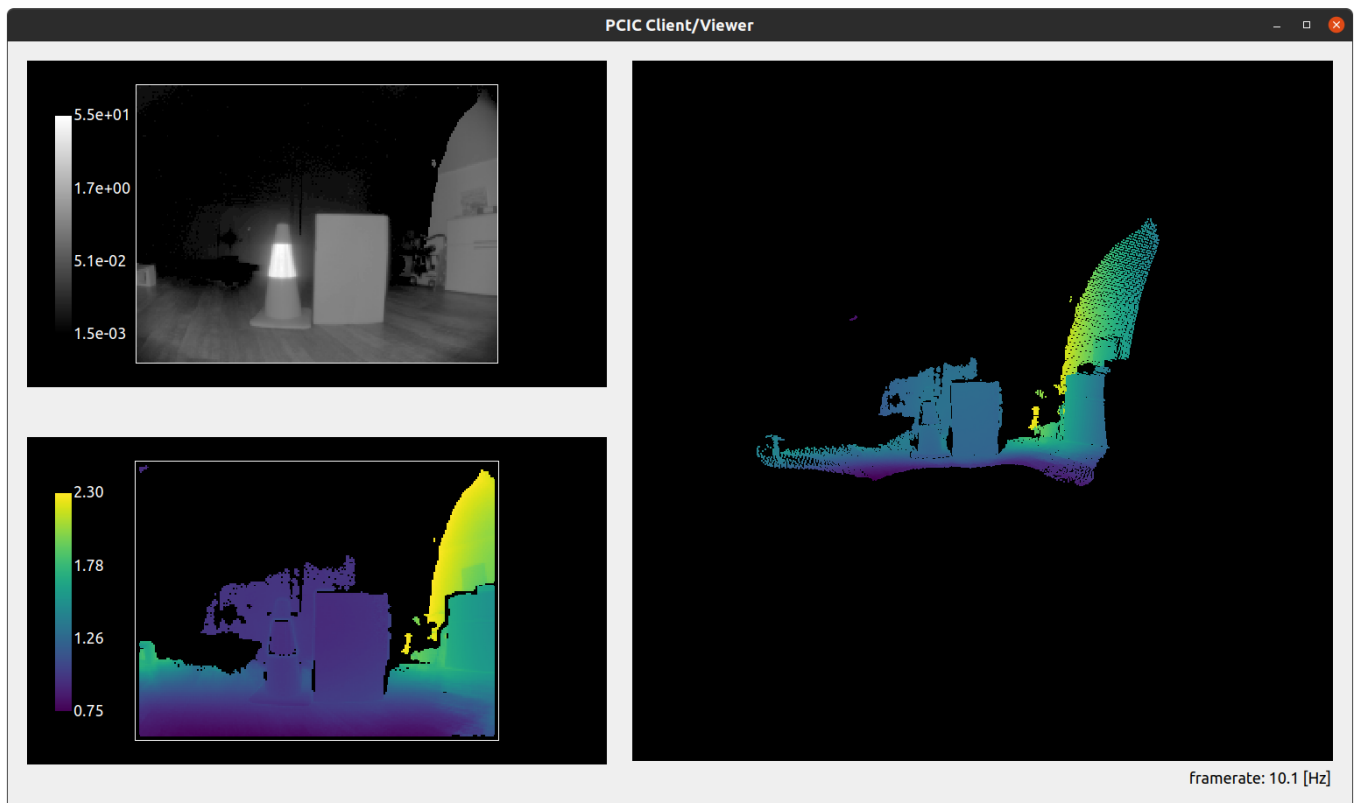 PCIC Client/Viewer
5.5e+01
1.7e+00
5.1e-02
1.5e-03
2.30
1.78
1.26
0.75
framerate: 10.1 [Hz]